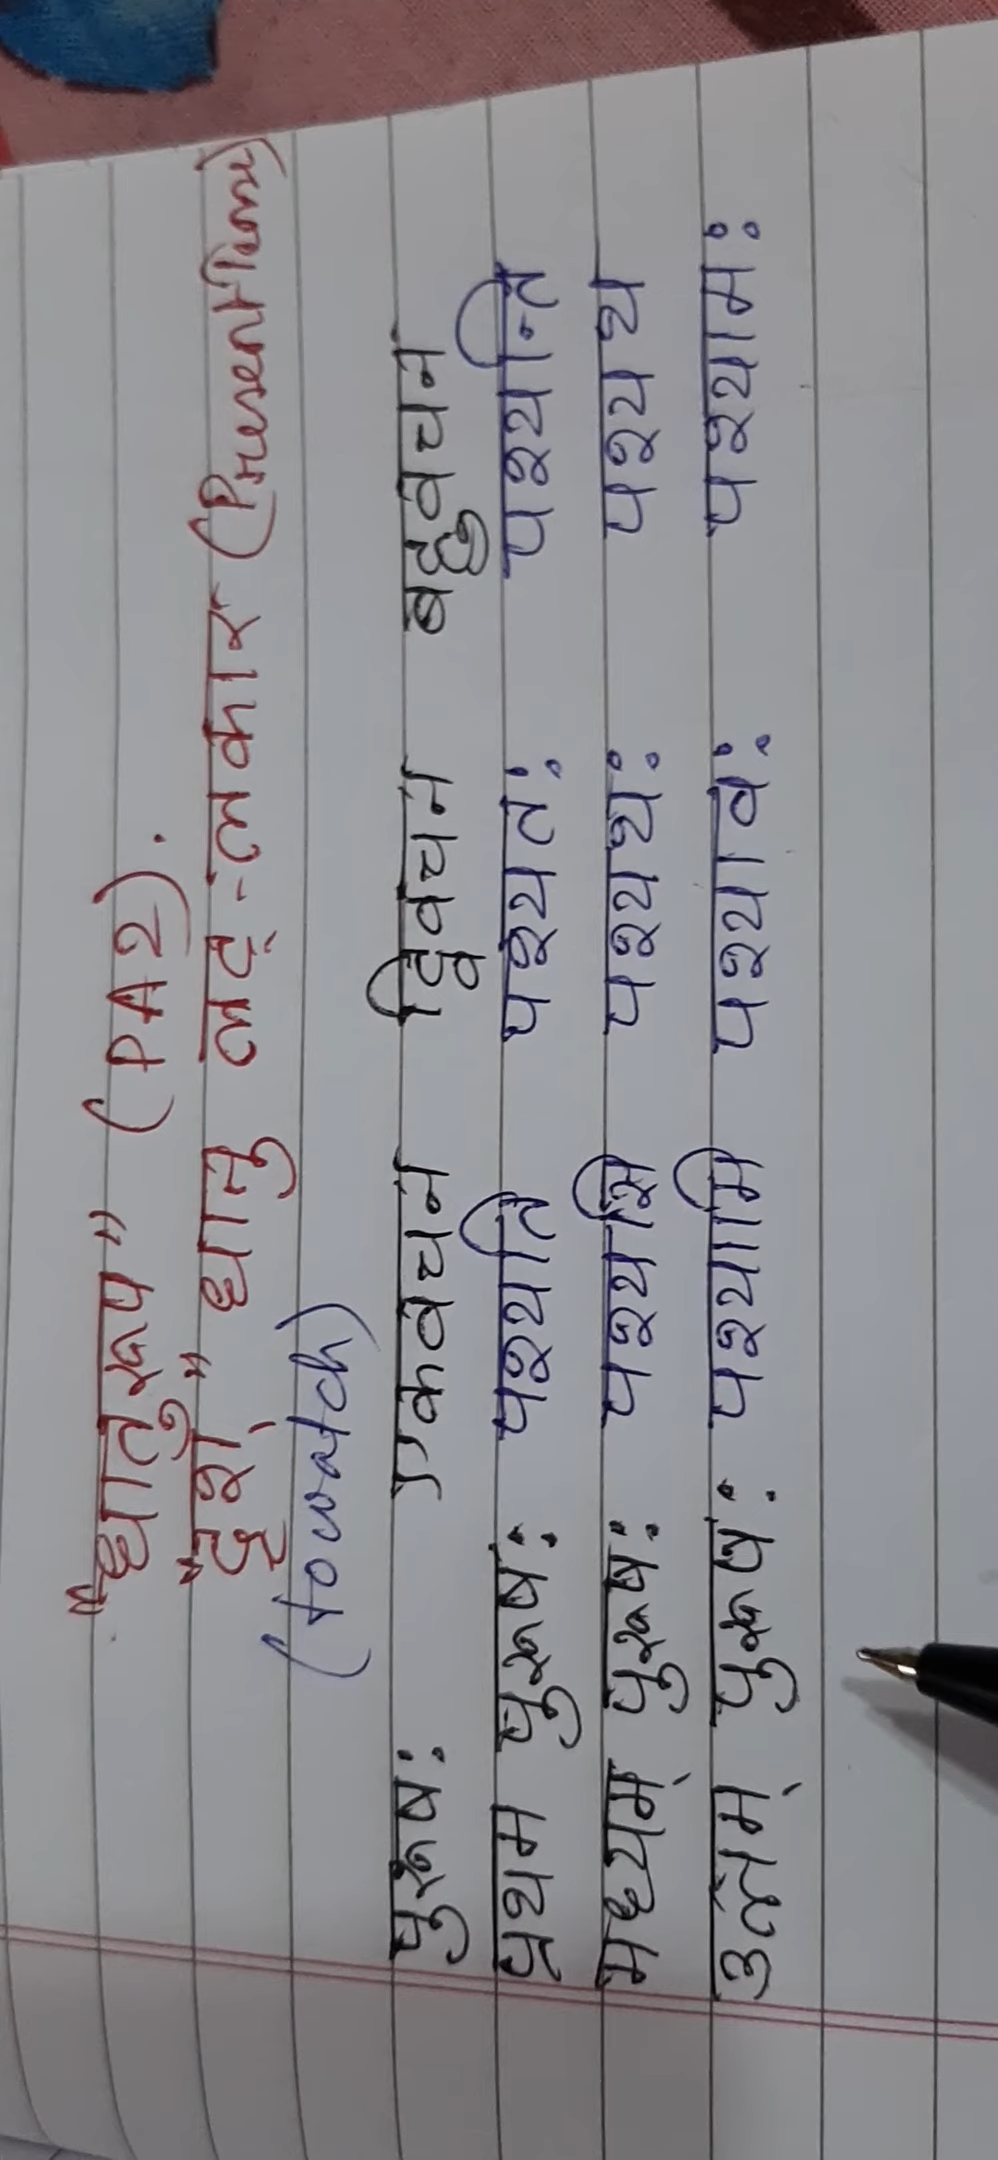 "धातुरूप" (PA2).
"दृश्" धातु लट्-लकार (Present Tense)
(to watch)
पुरुषः एकवचन द्विवचन बहुवचन
प्रथम पुरुषः पश्यति पश्यतः पश्यन्ति
मध्यम पुरुषः पश्यसि पश्यथः पश्यथ
उत्तम पुरुषः पश्यामि पश्यावः पश्यामः